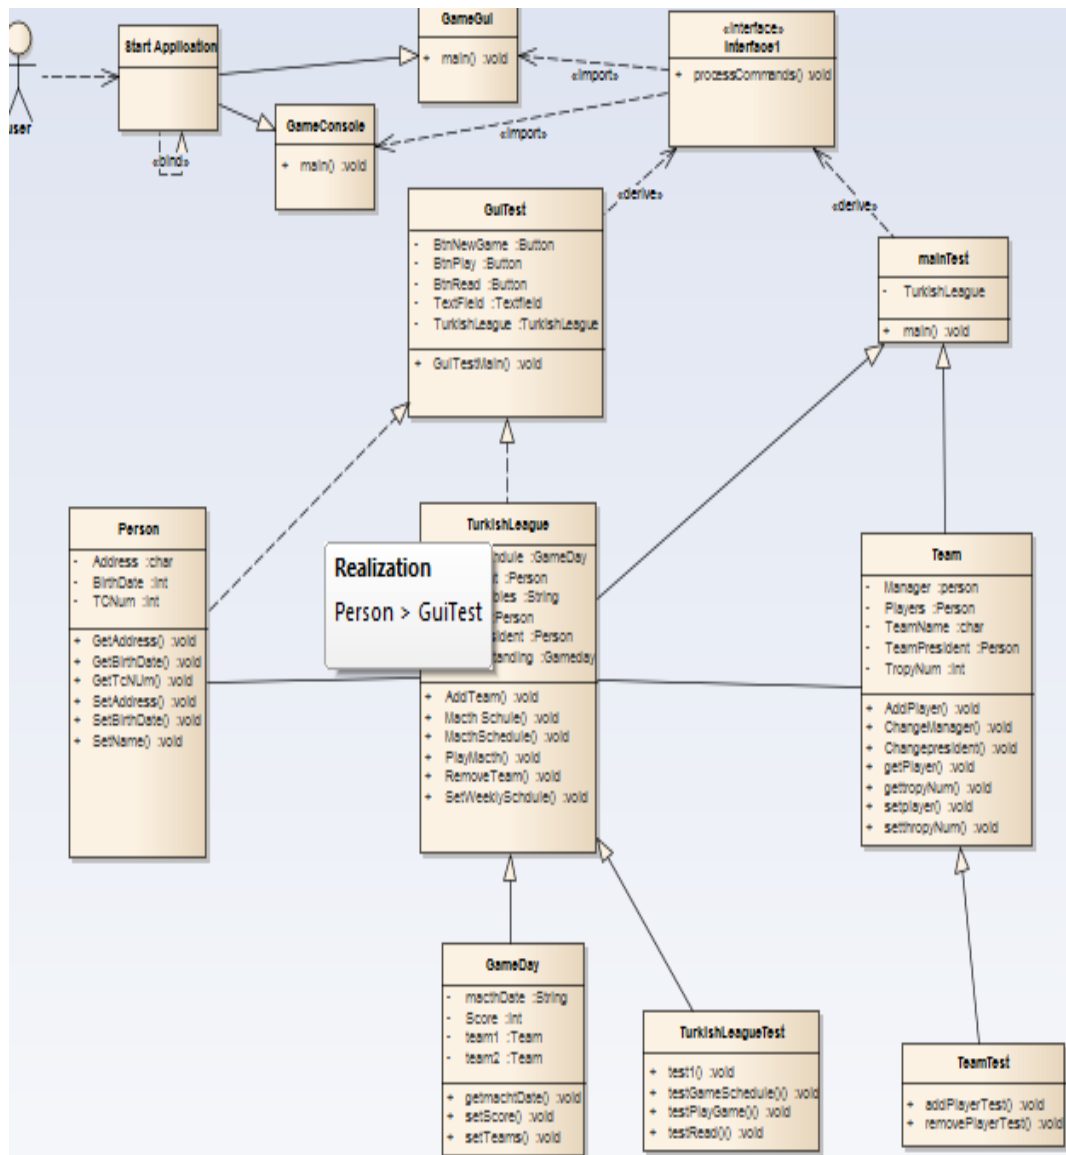 GameGui
+ main() :void
Start Application
«bind»
user
GameConsole
+ main() :void
«import»
«import»
«interface»
Interface1
+ processCommands() :void
«derive»
«derive»
GuiTest
- BtnNewGame :Button
- BtnPlay :Button
- BtnRead :Button
- TextField :Textfield
- TurkishLeague :TurkishLeague
+ GuiTestMain() :void
mainTest
- TurkishLeague
+ main() :void
Person
- Address :char
- BirthDate :int
- TCNum :int
+ GetAddress() :void
+ GetBirthDate() :void
+ GetTcNUm() :void
+ SetAddress() :void
+ SetBirthDate() :void
+ SetName() :void
Realization
Person > GuiTest
TurkishLeague
:GameDay
:Person
:String
:Person
:Person
:Gameday
+ AddTeam() :void
+ Macth Schule() :void
+ MacthSchedule() :void
+ PlayMacth() :void
+ RemoveTeam() :void
+ SetWeeklySchdule() :void
Team
- Manager :person
- Players :Person
- TeamName :char
- TeamPresident :Person
- TropyNum :int
+ AddPlayer() :void
+ ChangeManager() :void
+ Changepresident() :void
+ getPlayer() :void
+ gettropyNum() :void
+ setplayer() :void
+ setthropyNum() :void
GameDay
- macthDate :String
- Score :int
- team1 :Team
- team2 :Team
+ getmachtDate() :void
+ setScore() :void
+ setTeams() :void
TurkishLeagueTest
+ test1() :void
+ testGameSchedule)() :void
+ testPlayGame)() :void
+ testRead)() :void
TeamTest
+ addPlayerTest() :void
+ removePlayerTest() :void